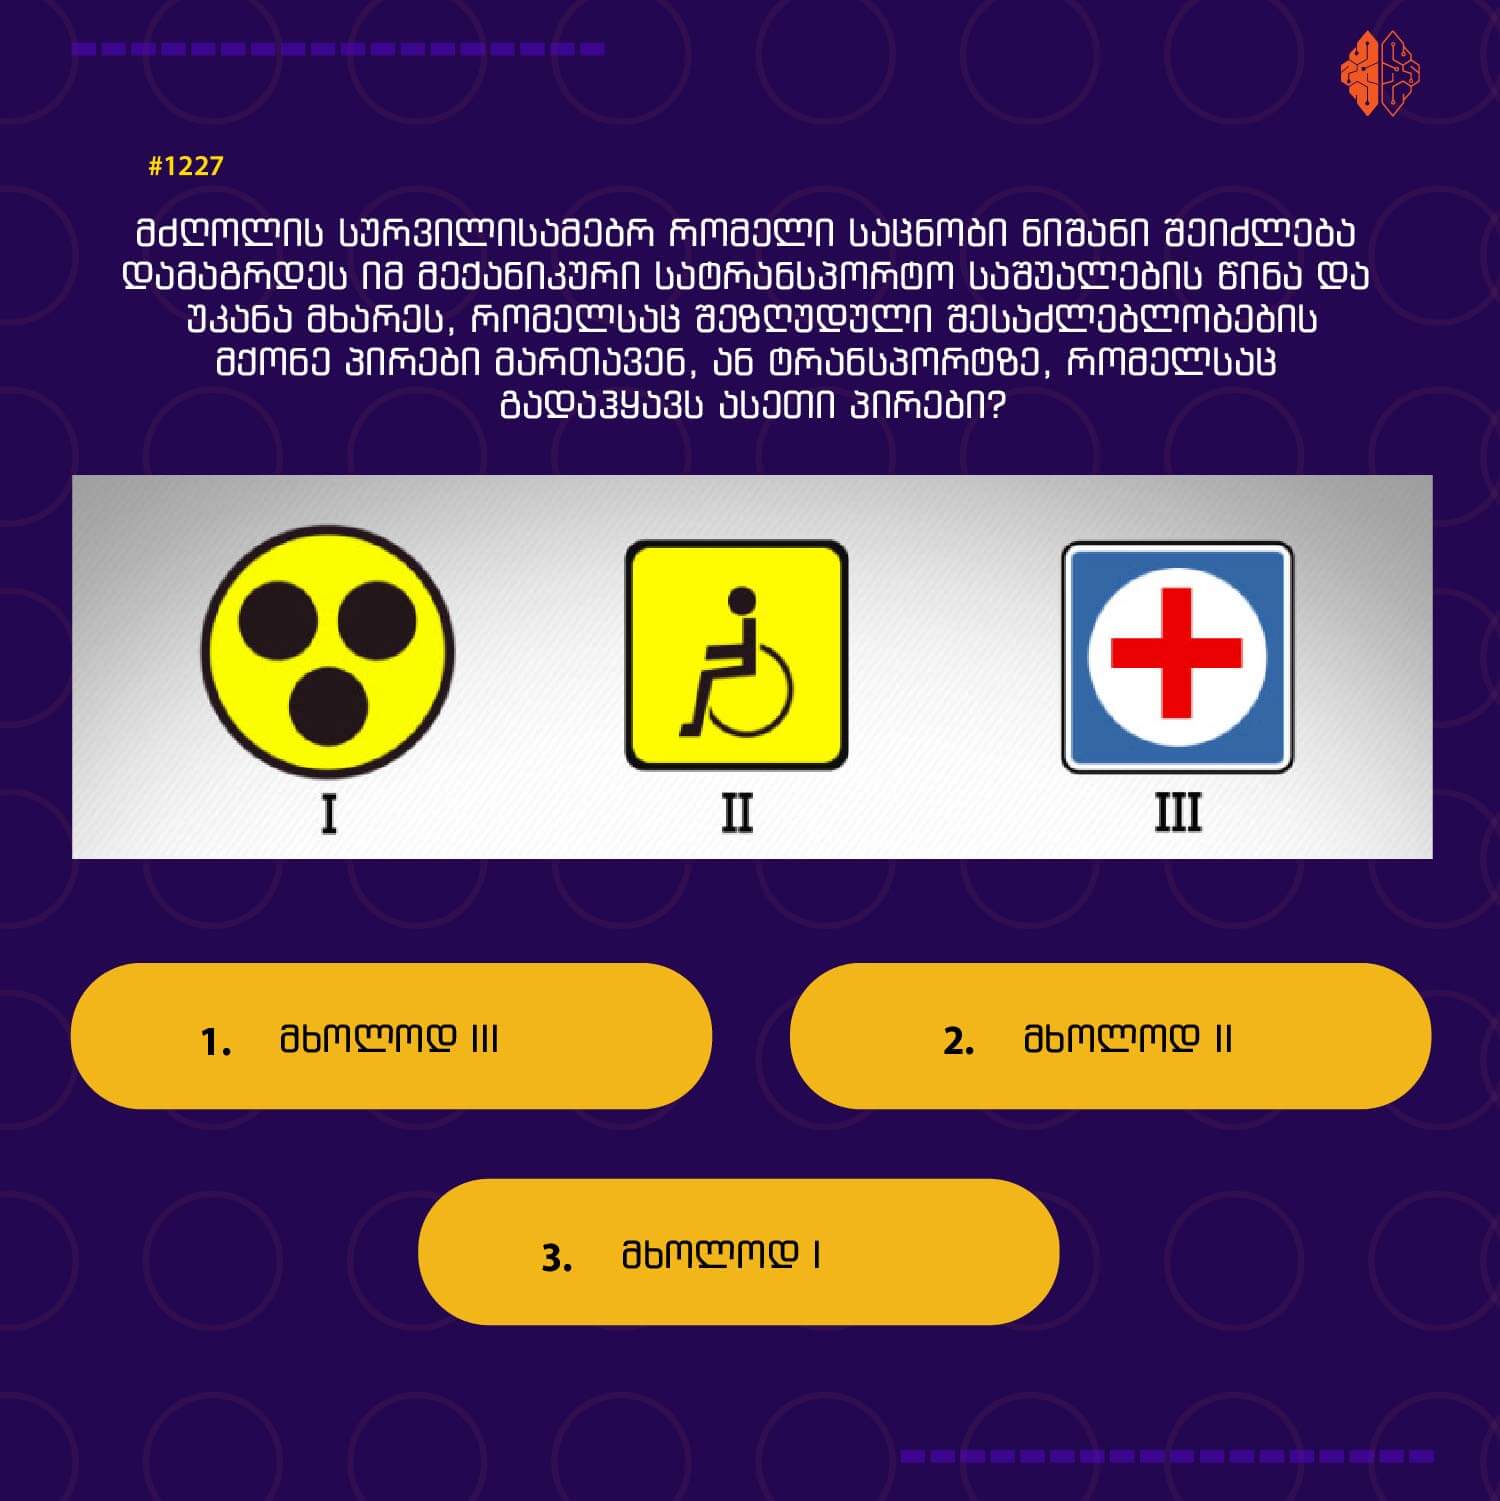 #1227
მძღოლის სურვილისამებრ რომელი საცნობი ნიშანი შეიძლება
დამაგრდეს იმ მექანიკური სატრანსპორტო საშუალების წინა და
უკანა მხარეს, რომელსაც შეზღუდული შესაძლებლობების
მქონე პირები მართავენ, ან ტრანსპორტზე, რომელსაც
გადაჰყავს ასეთი პირები?
I II III
1. მხოლოდ III
2. მხოლოდ II
3. მხოლოდ I